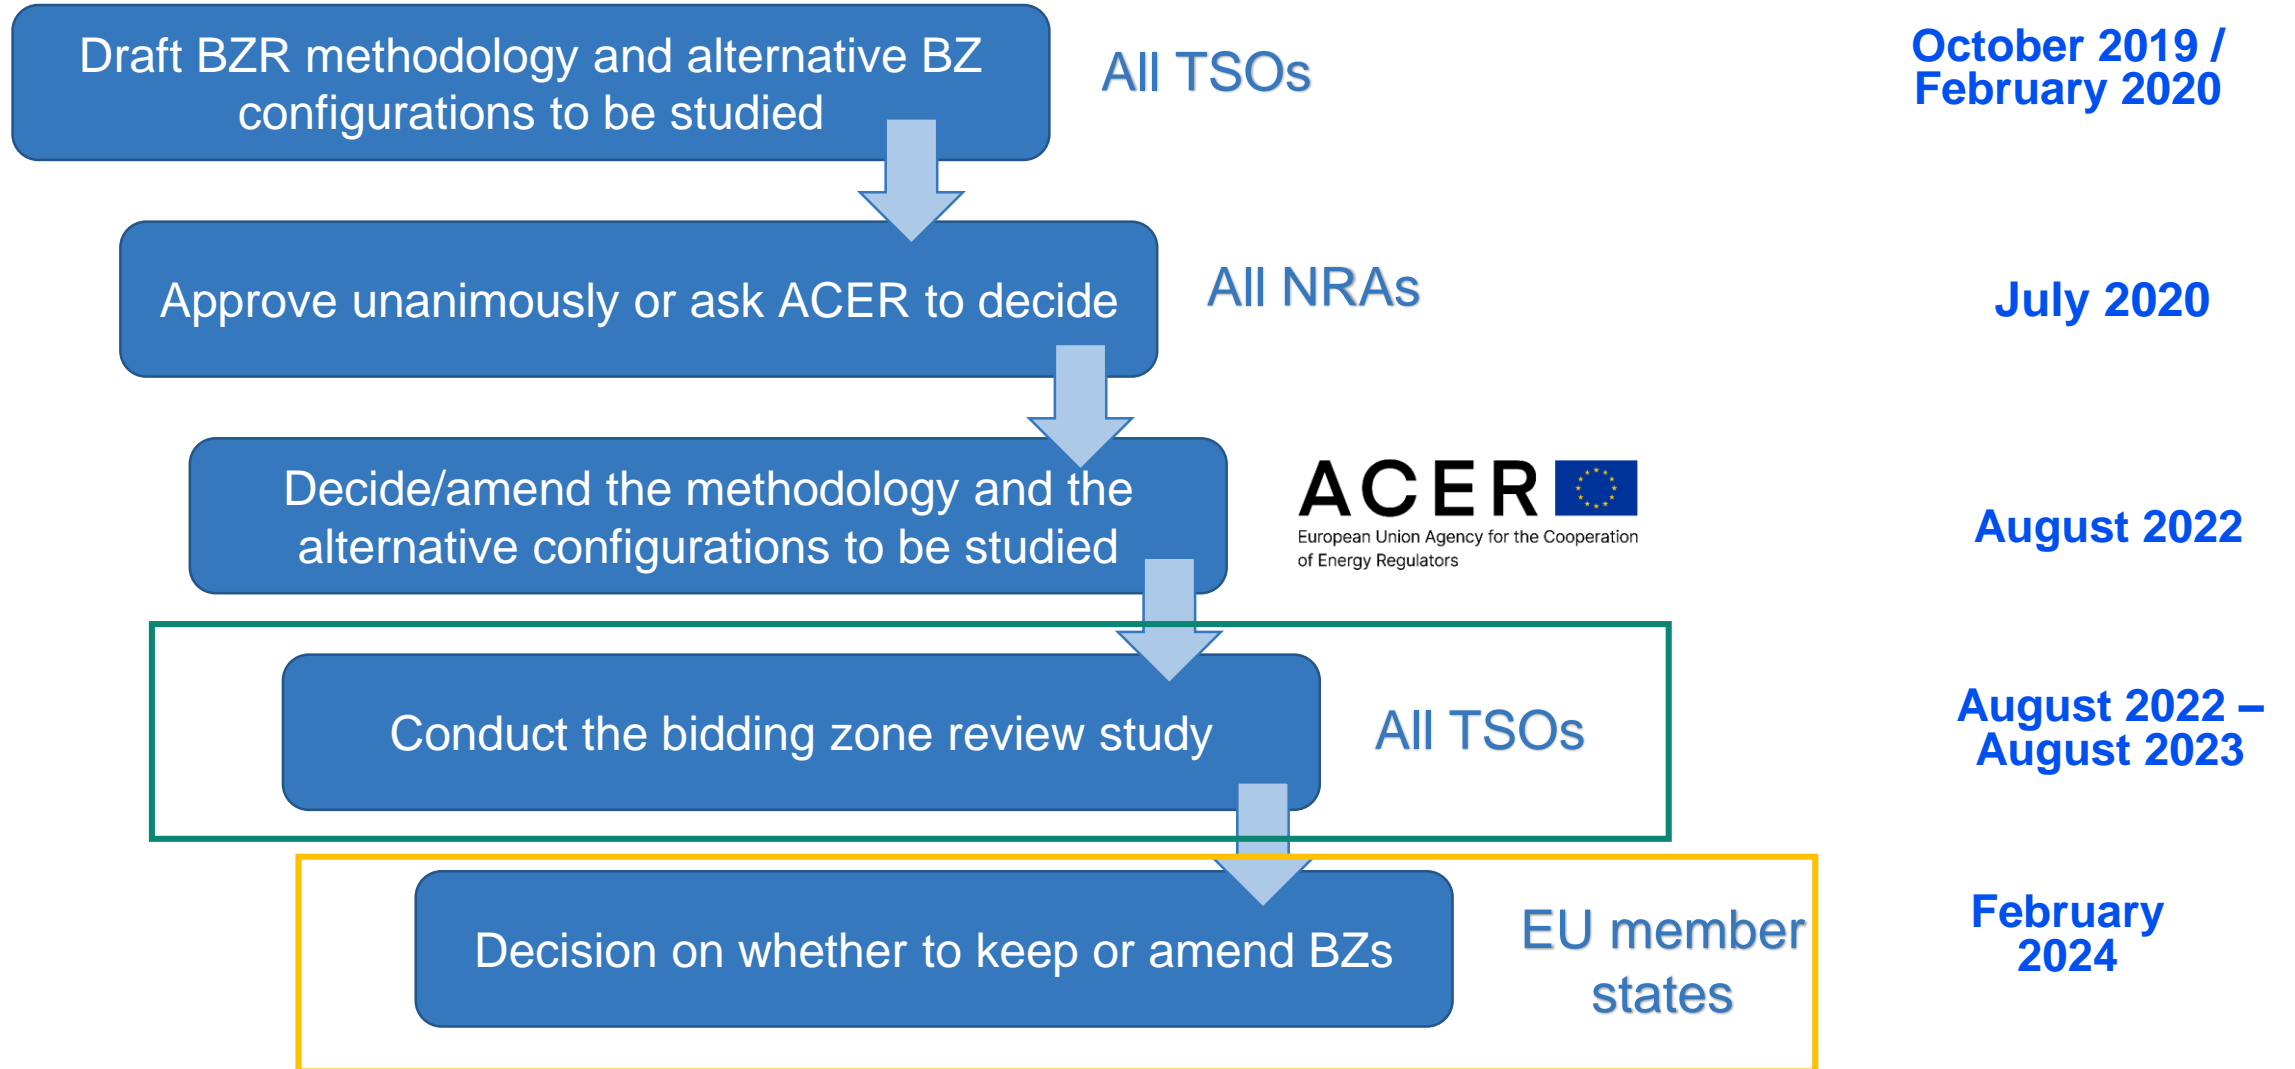 Draft BZR methodology and alternative BZ
configurations to be studied
All TSOs
October 2019 /
February 2020
Approve unanimously or ask ACER to decide
All NRAs
July 2020
Decide/amend the methodology and the
alternative configurations to be studied
ACER
European Union Agency for the Cooperation
of Energy Regulators
August 2022
Conduct the bidding zone review study
All TSOs
August 2022 –
August 2023
Decision on whether to keep or amend BZs
EU member
states
February
2024